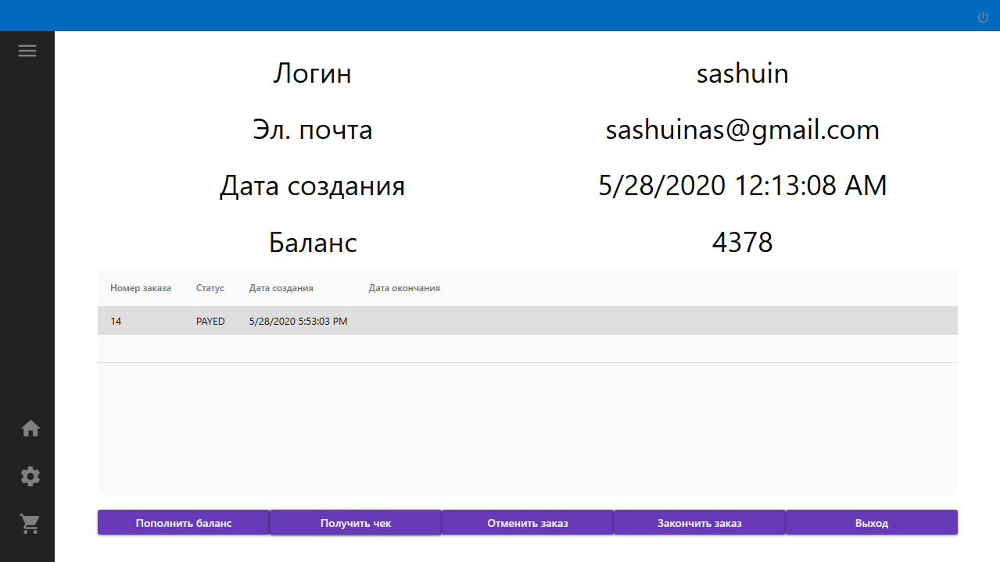 Логин sashuin
Эл. почта sashuinas@gmail.com
Дата создания 5/28/2020 12:13:08 AM
Баланс 4378
Номер заказа Статус Дата создания Дата окончания
14 PAYED 5/28/2020 5:53:03 PM
Пополнить баланс Получить чек Отменить заказ Закончить заказ Выход